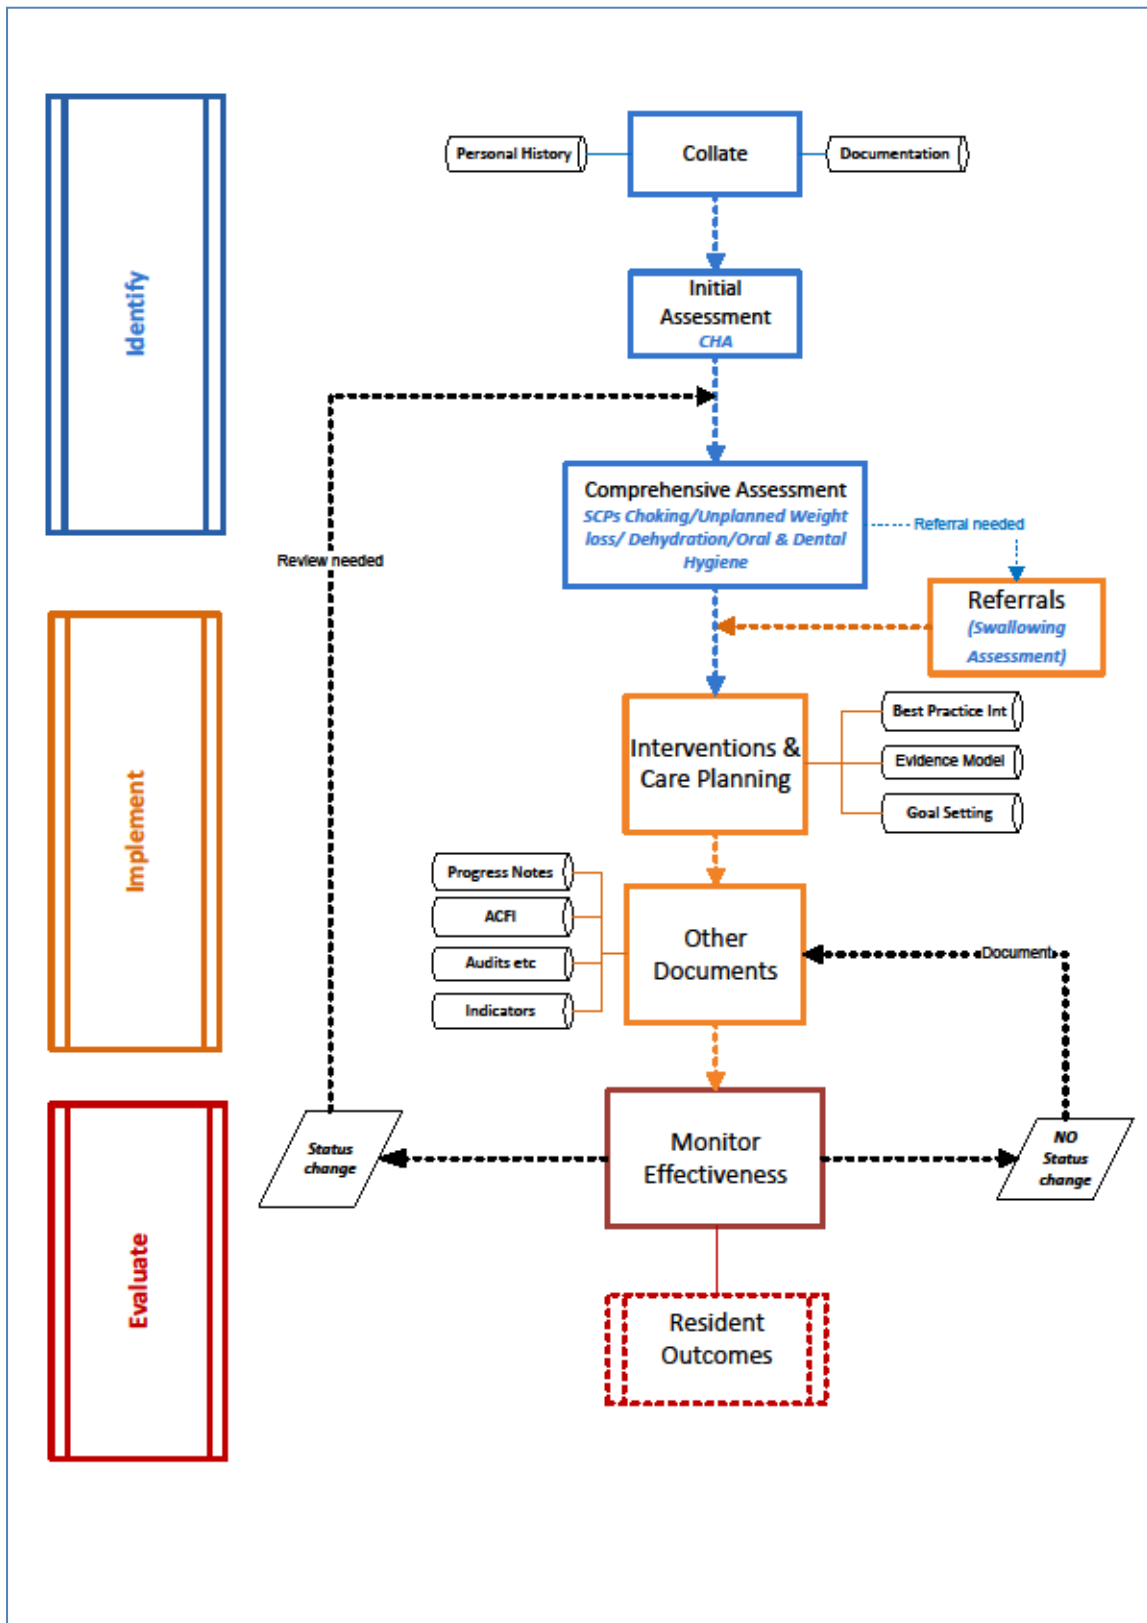 Identify
Personal History
Collate
Documentation
Initial
Assessment
CHA
Comprehensive Assessment
SCPs Choking/Unplanned Weight
loss/ Dehydration/Oral & Dental
Hygiene
Referral needed
Review needed
Referrals
(Swallowing
Assessment)
Implement
Interventions &
Care Planning
Best Practice Int
Evidence Model
Goal Setting
Progress Notes
ACFI
Audits etc
Indicators
Other
Documents
Document
Evaluate
Status
change
Monitor
Effectiveness
NO
Status
change
Resident
Outcomes